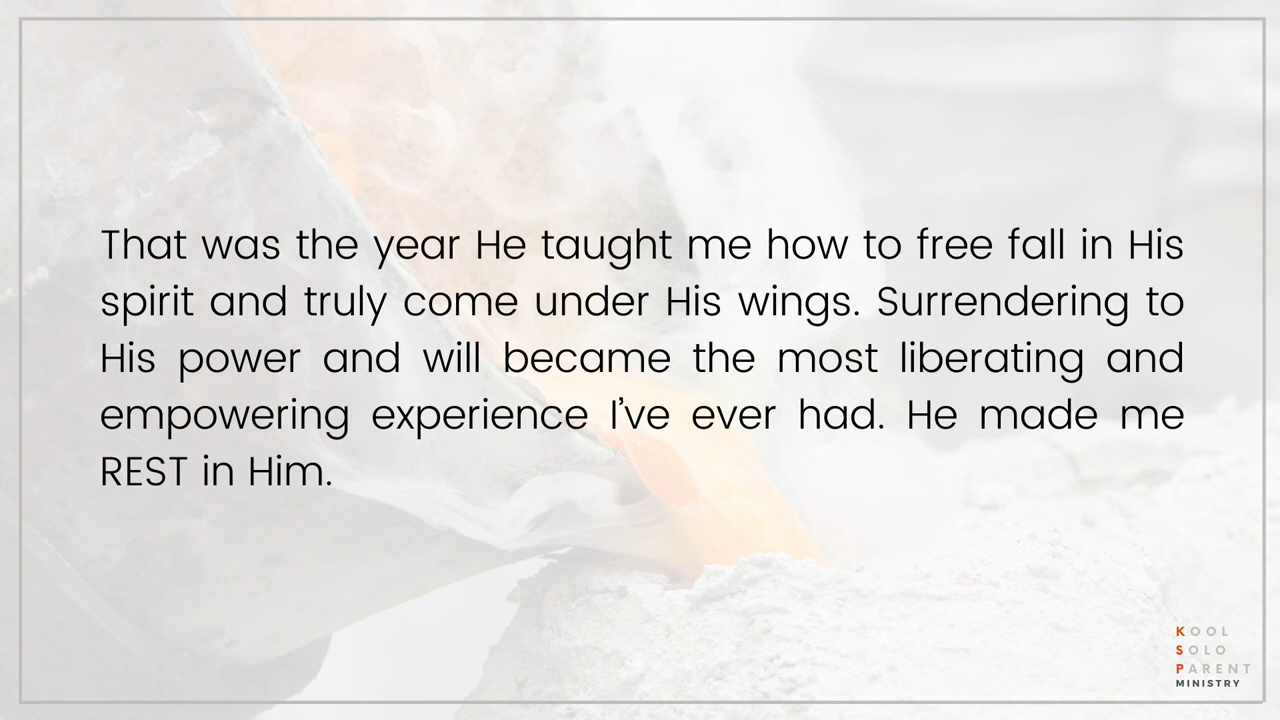 That was the year He taught me how to free fall in His
spirit and truly come under His wings. Surrendering to
His power and will became the most liberating and
empowering experience I’ve ever had. He made me
REST in Him.
KOOL
SOLO
PARENT
MINISTRY